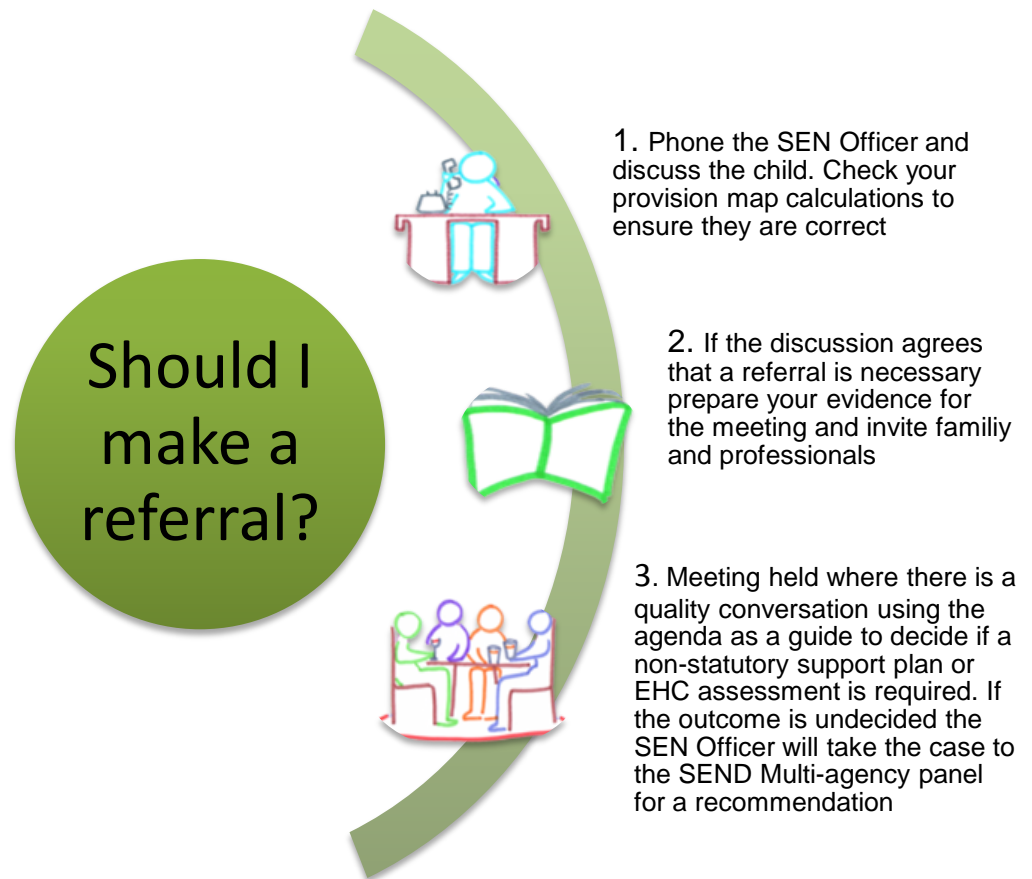 Should I
make a
referral?
1. Phone the SEN Officer and
discuss the child. Check your
provision map calculations to
ensure they are correct
2. If the discussion agrees
that a referral is necessary
prepare your evidence for
the meeting and invite familiy
and professionals
3. Meeting held where there is a
quality conversation using the
agenda as a guide to decide if a
non-statutory support plan or
EHC assessment is required. If
the outcome is undecided the
SEN Officer will take the case to
the SEND Multi-agency panel
for a recommendation